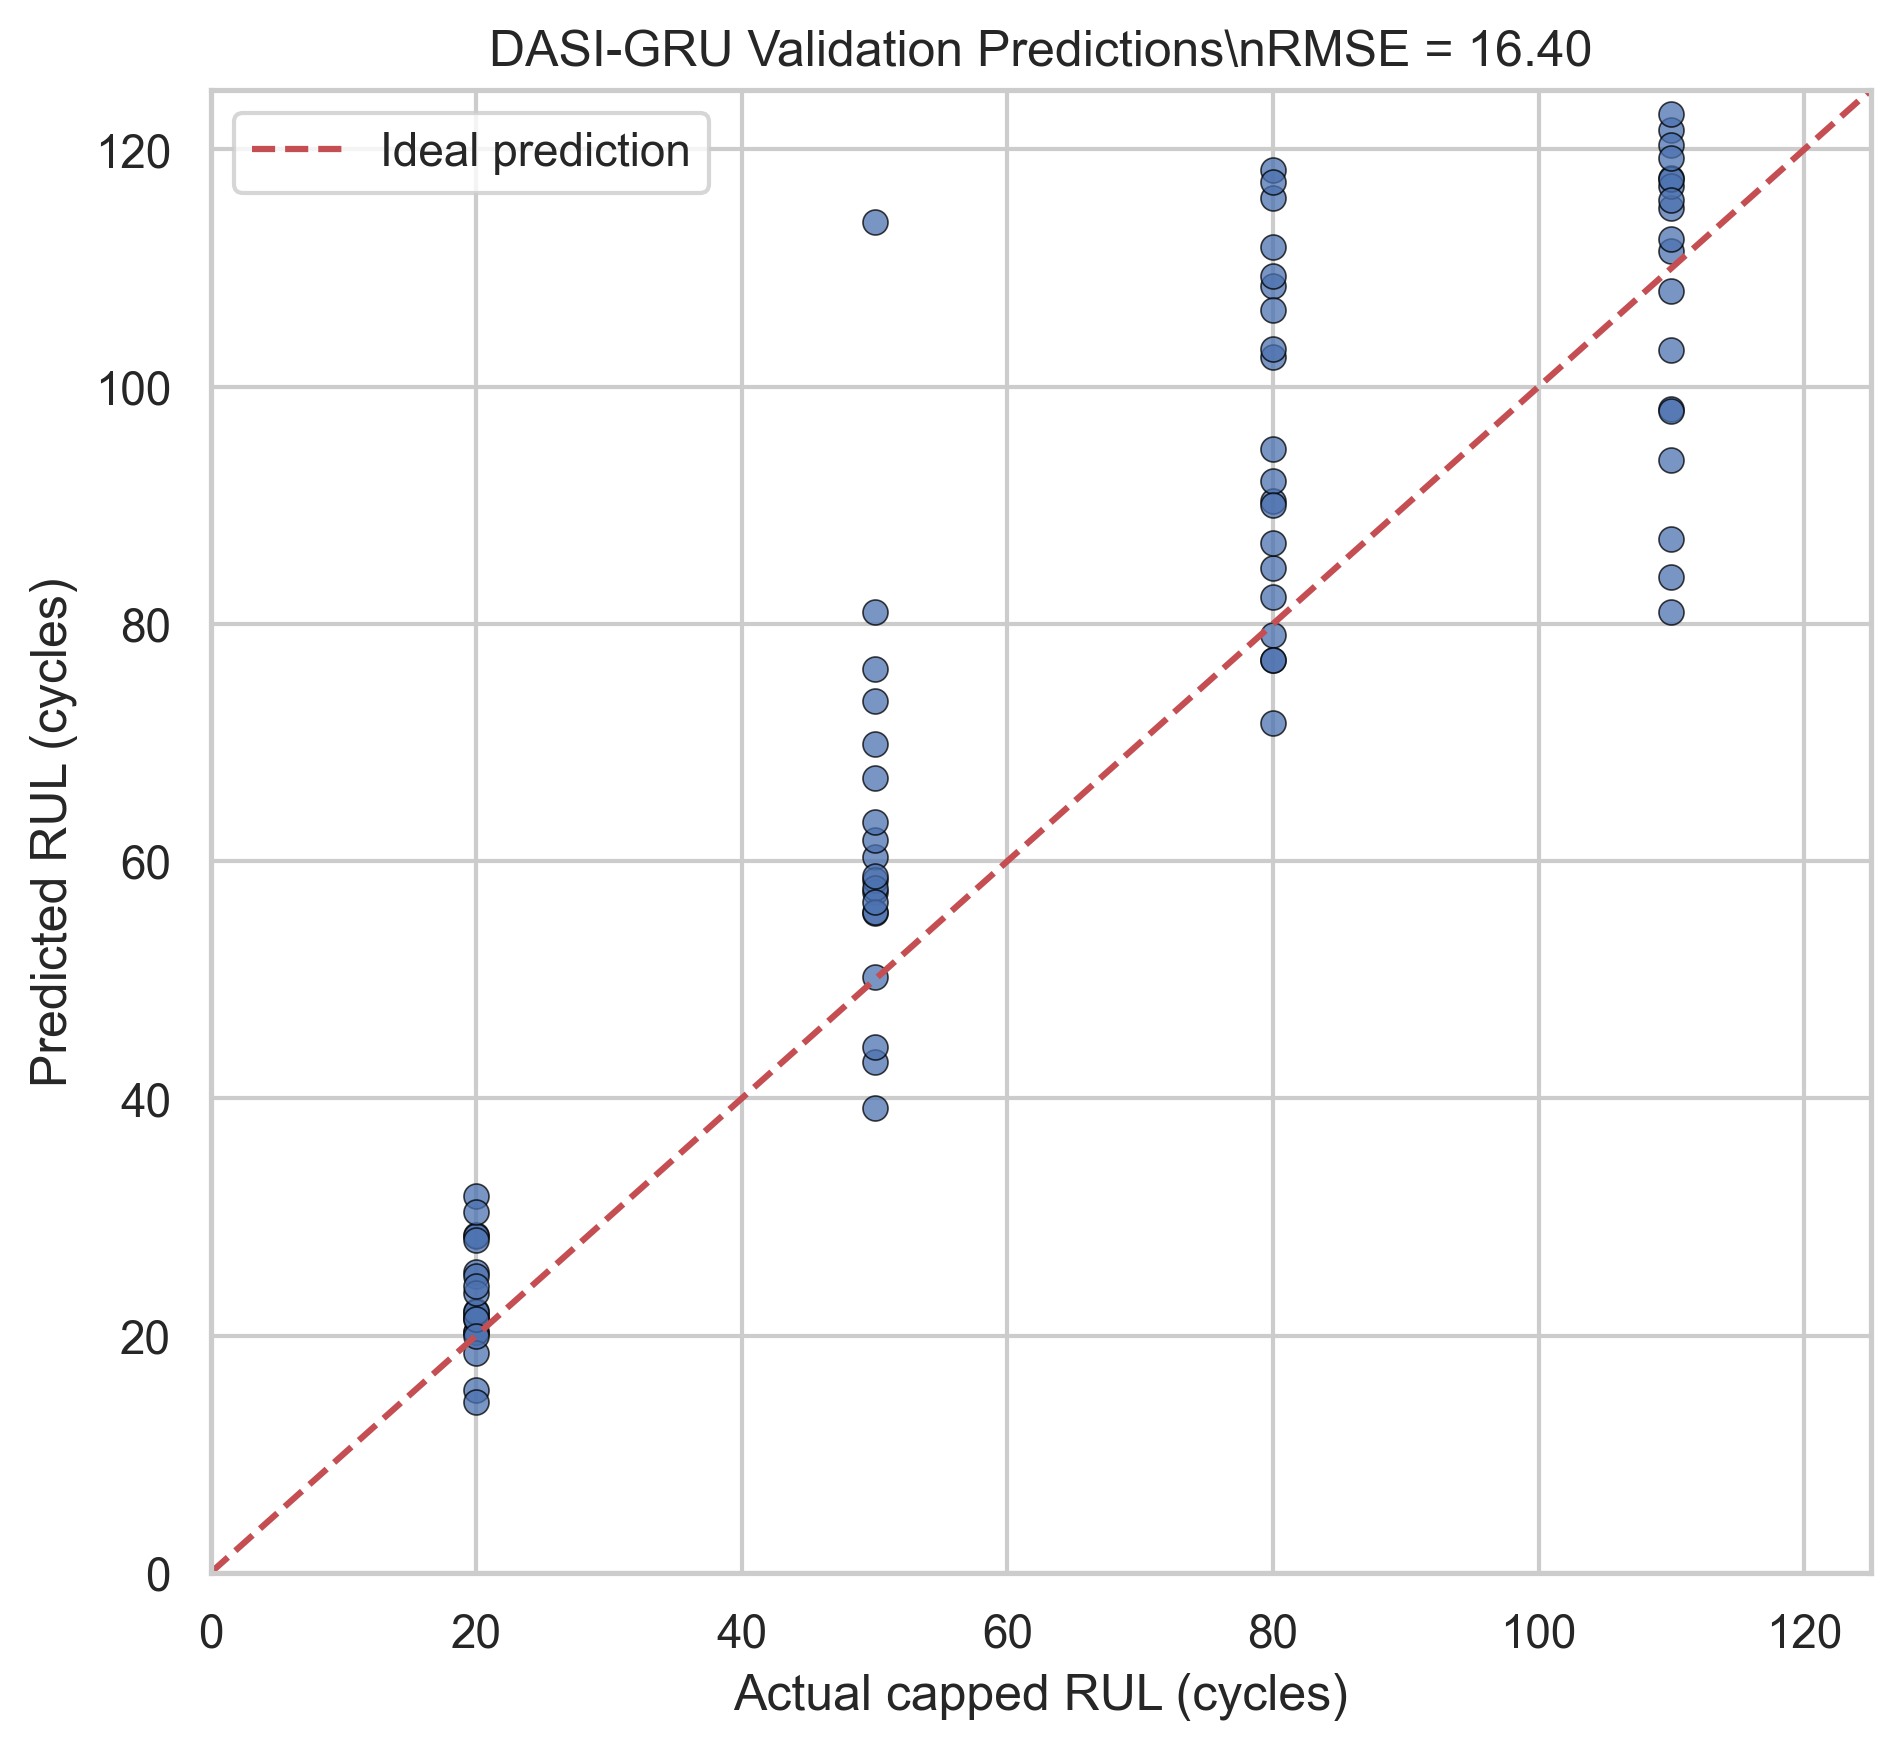 DASI-GRU Validation Predictions\nRMSE = 16.40
Ideal prediction
120
100
80
60
40
20
0
Predicted RUL (cycles)
0 20 40 60 80 100 120
Actual capped RUL (cycles)